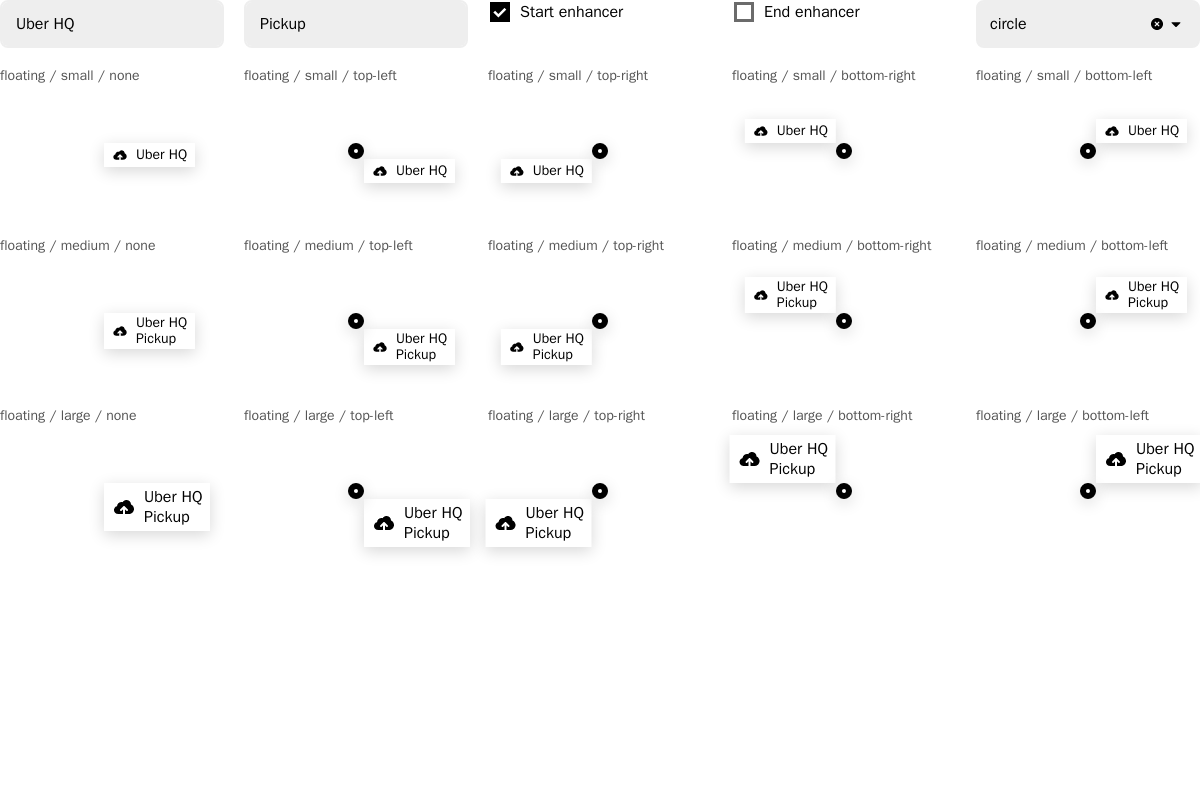 Uber HQ
Pickup
Start enhancer
End enhancer
circle
floating / small / none
floating / small / top-left
floating / small / top-right
floating / small / bottom-right
floating / small / bottom-left
Uber HQ
Uber HQ
Uber HQ
Uber HQ
Uber HQ
floating / medium / none
floating / medium / top-left
floating / medium / top-right
floating / medium / bottom-right
floating / medium / bottom-left
Uber HQ
Pickup
Uber HQ
Pickup
Uber HQ
Pickup
Uber HQ
Pickup
Uber HQ
Pickup
floating / large / none
floating / large / top-left
floating / large / top-right
floating / large / bottom-right
floating / large / bottom-left
Uber HQ
Pickup
Uber HQ
Pickup
Uber HQ
Pickup
Uber HQ
Pickup
Uber HQ
Pickup